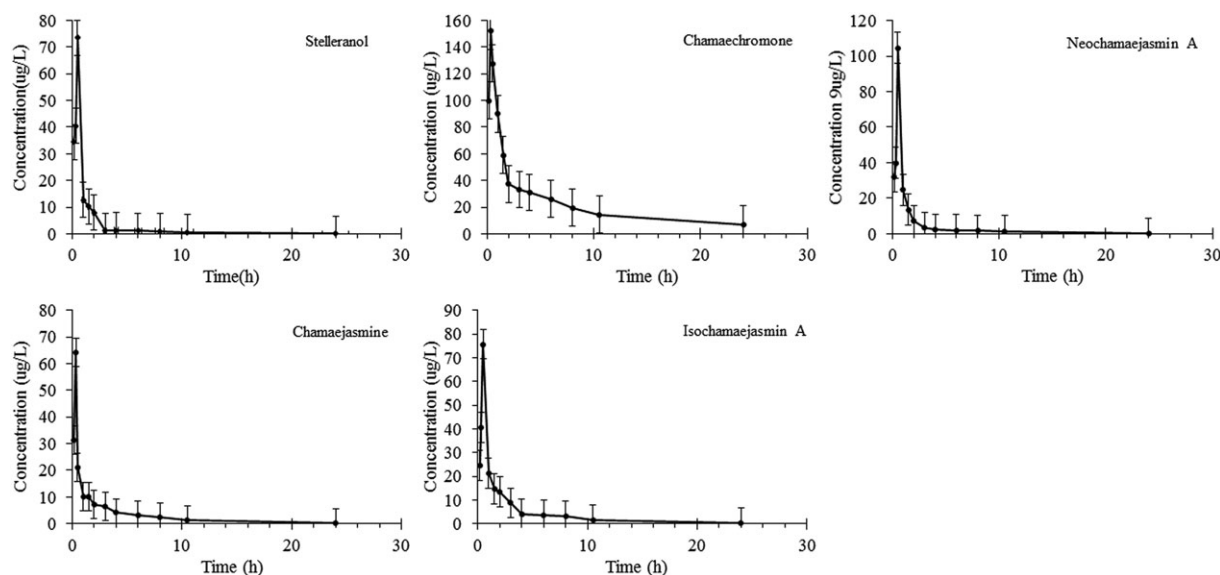 Stelleranol
Concentration(ug/L)
80
70
60
50
40
30
20
10
0
0 10 20 30
Time(h)
Chamaechromone
Concentration (ug/L)
160
140
120
100
80
60
40
20
0
0 10 20 30
Time (h)
Neochamaejasmin A
Concentration 9ug/L)
120
100
80
60
40
20
0
0 10 20 30
Time (h)
Chamaejasmine
Concentration (ug/L)
80
70
60
50
40
30
20
10
0
0 10 20 30
Time (h)
Isochamaejasmin A
Concentration (ug/L)
90
80
70
60
50
40
30
20
10
0
0 10 20 30
Time (h)